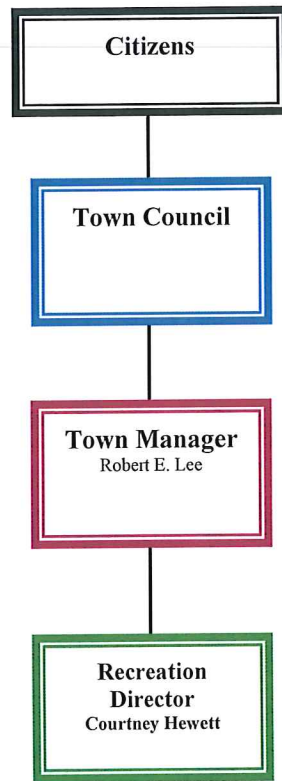 Citizens
Town Council
Town Manager
Robert E. Lee
Recreation
Director
Courtney Hewett